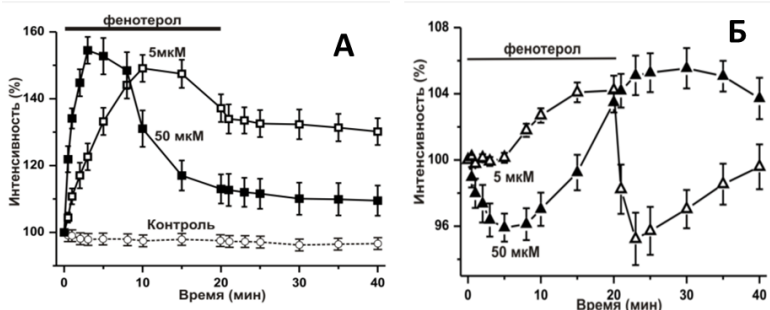 фенотерол
А
160
5мкМ
140
Интенсивность (%)
50 мкМ
120
Контроль
100
0 10 20 30 40
Время (мин)
108
Б
фенотерол
104
Интенсивность (%)
100
5 мкМ
96
50 мкМ
0 10 20 30 40
Время (мин)